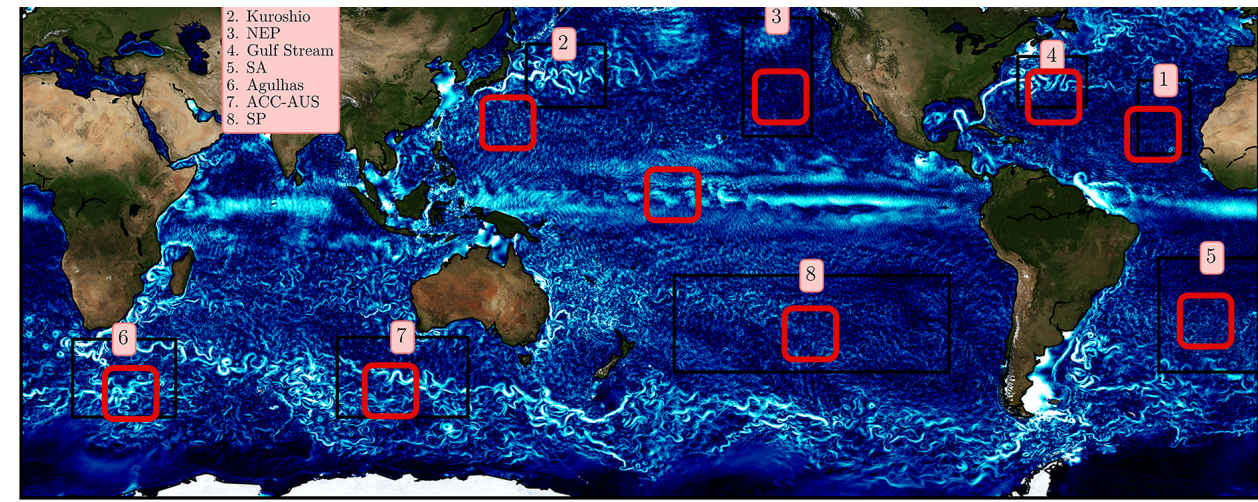 2. Kuroshio
3. NEP
4. Gulf Stream
5. SA
6. Agulhas
7. ACC-AUS
8. SP
3
2
4
1
5
8
6
7